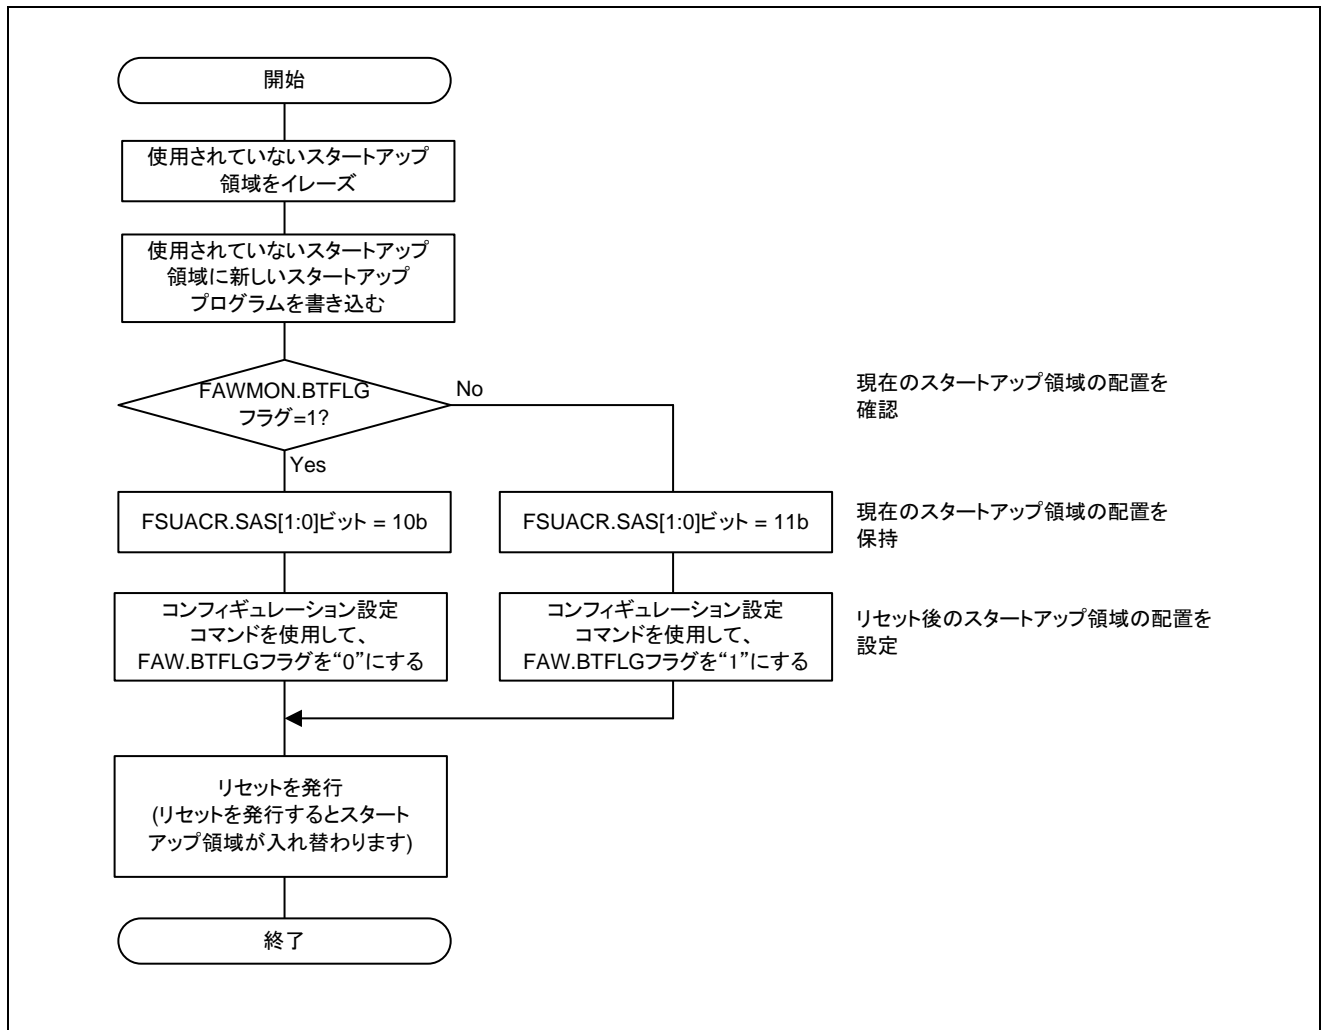 開始
使用されていないスタートアップ
領域をイレーズ
使用されていないスタートアップ
領域に新しいスタートアップ
プログラムを書き込む
FAWMON.BTFLG
フラグ=1?
No
Yes
現在のスタートアップ領域の配置を
確認
FSUACR.SAS[1:0]ビット = 10b
FSUACR.SAS[1:0]ビット = 11b
現在のスタートアップ領域の配置を
保持
コンフィギュレーション設定
コマンドを使用して、
FAW.BTFLGフラグを“0”にする
コンフィギュレーション設定
コマンドを使用して、
FAW.BTFLGフラグを“1”にする
リセット後のスタートアップ領域の配置を
設定
リセットを発行
(リセットを発行するとスタート
アップ領域が入れ替わります)
終了